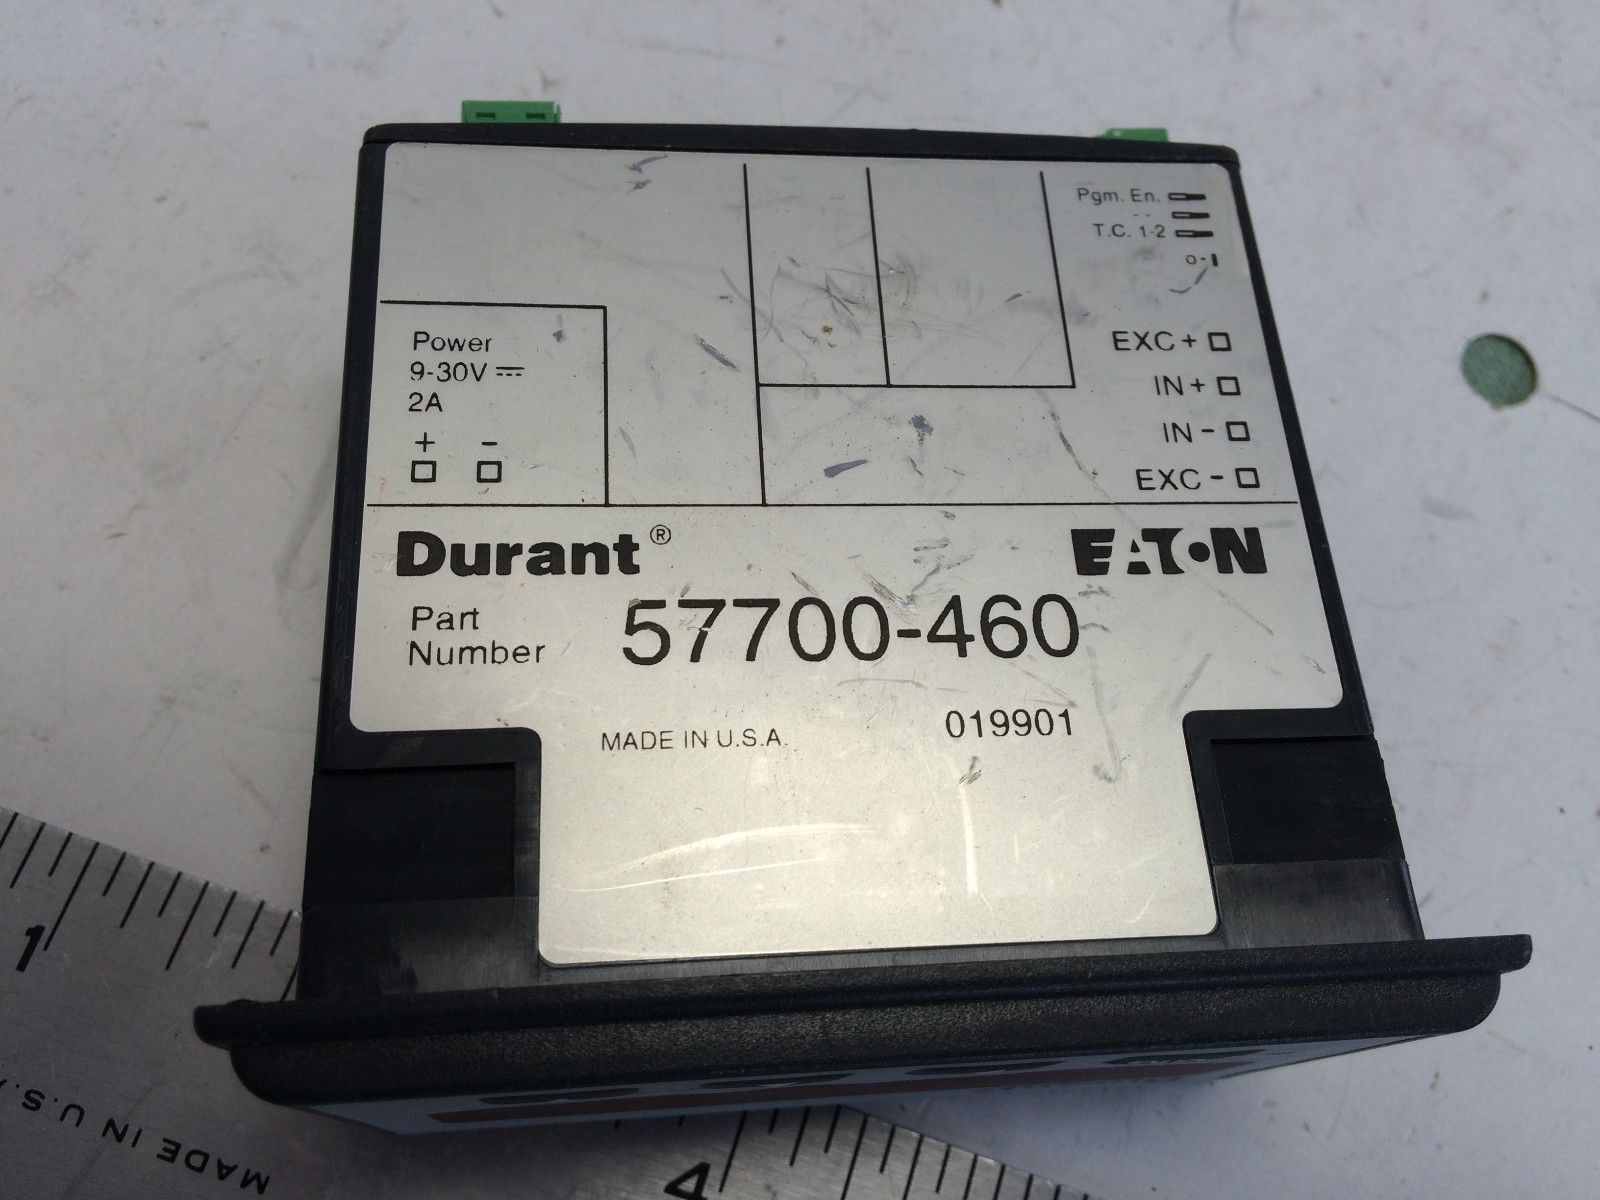 Pgm. En.
- -
T.C. 1-2
o-I
Power
9-30V
2A
+ -
EXC +
IN +
IN -
EXC -
Durant®
EATON
Part
Number
57700-460
MADE IN U.S.A.
019901
1
4
MADE IN U.S.A